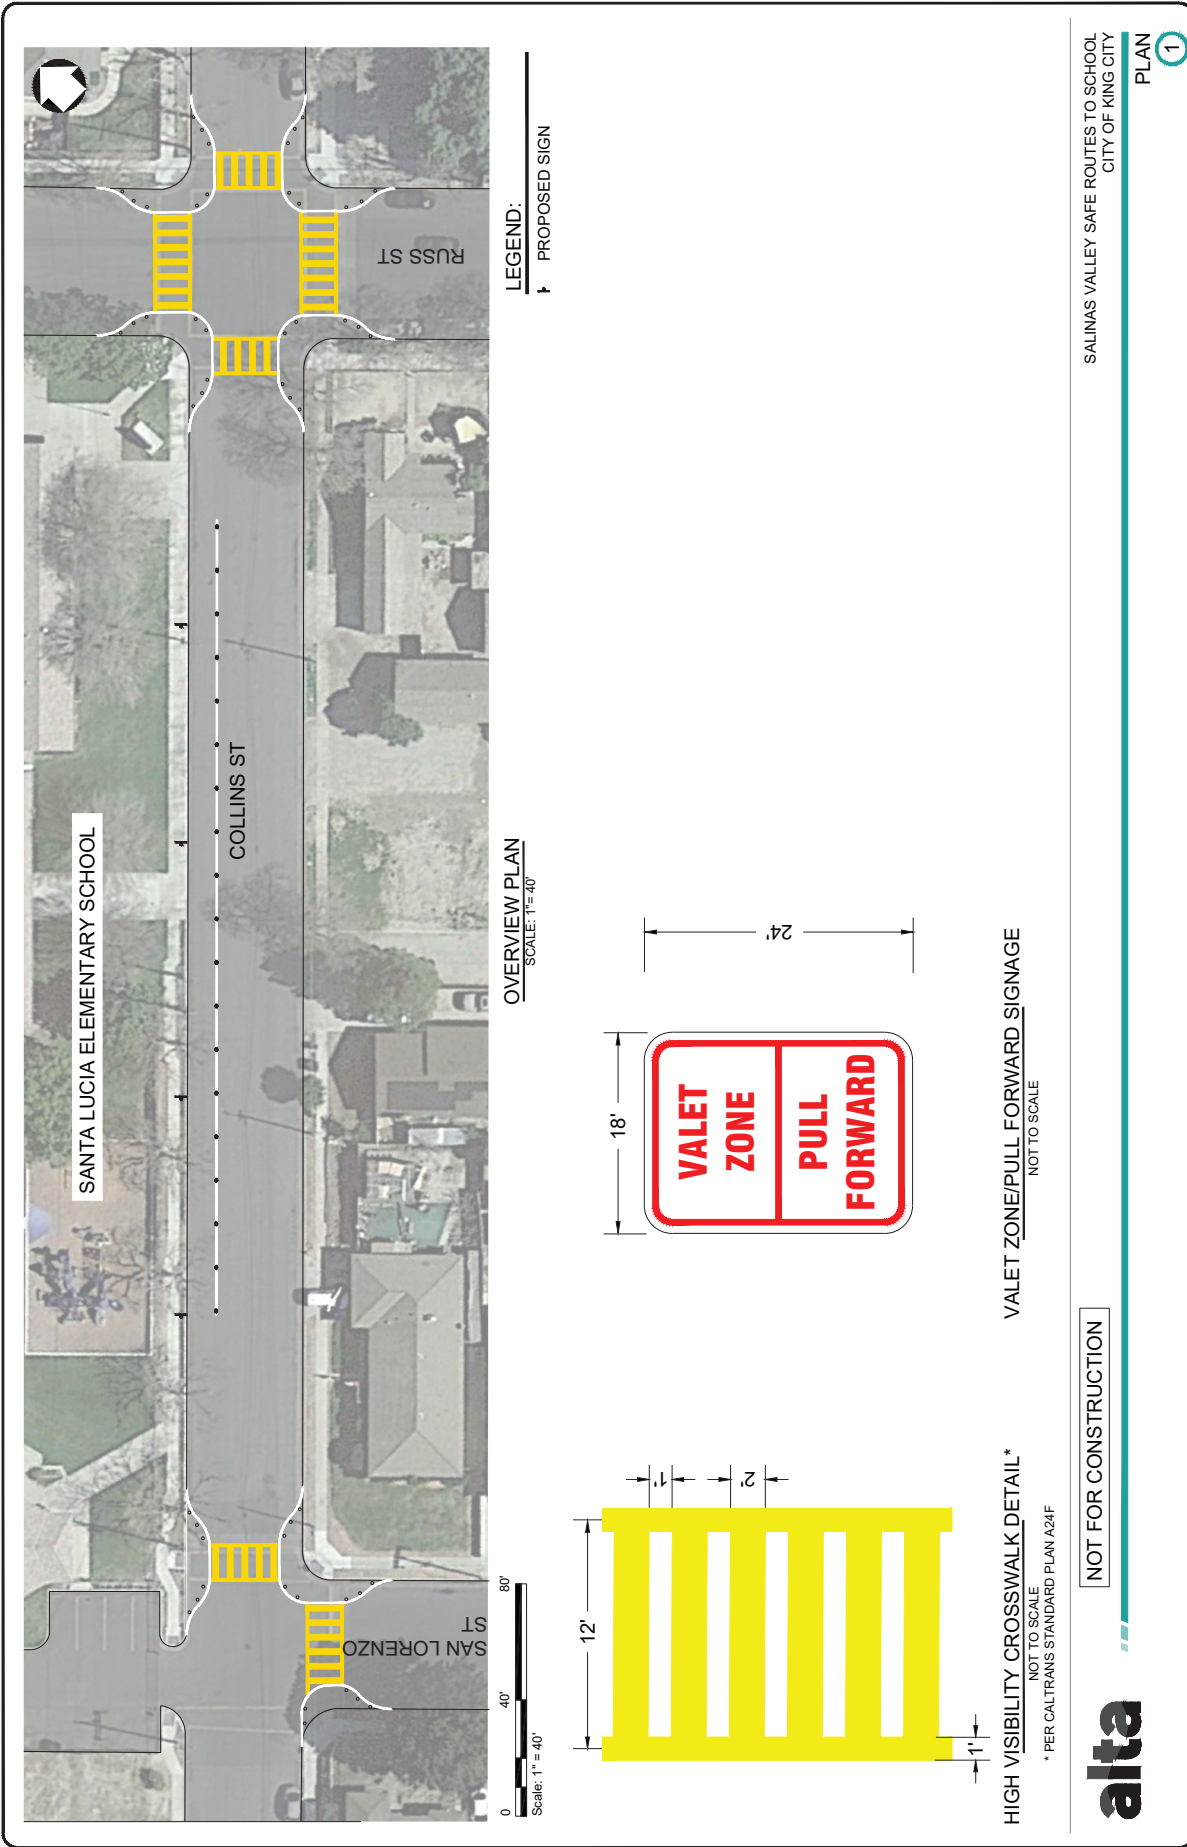 SANTA LUCIA ELEMENTARY SCHOOL
COLLINS ST
RUSS ST
SAN LORENZO
ST
0
40'
80'
Scale: 1" = 40'
OVERVIEW PLAN
SCALE: 1"= 40'
LEGEND:
PROPOSED SIGN
12'
1'
2'
1'
HIGH VISIBILITY CROSSWALK DETAIL*
NOT TO SCALE
* PER CALTRANS STANDARD PLAN A24F
18'
24'
VALET
ZONE
PULL
FORWARD
VALET ZONE/PULL FORWARD SIGNAGE
NOT TO SCALE
NOT FOR CONSTRUCTION
SALINAS VALLEY SAFE ROUTES TO SCHOOL
CITY OF KING CITY
alta
PLAN
1